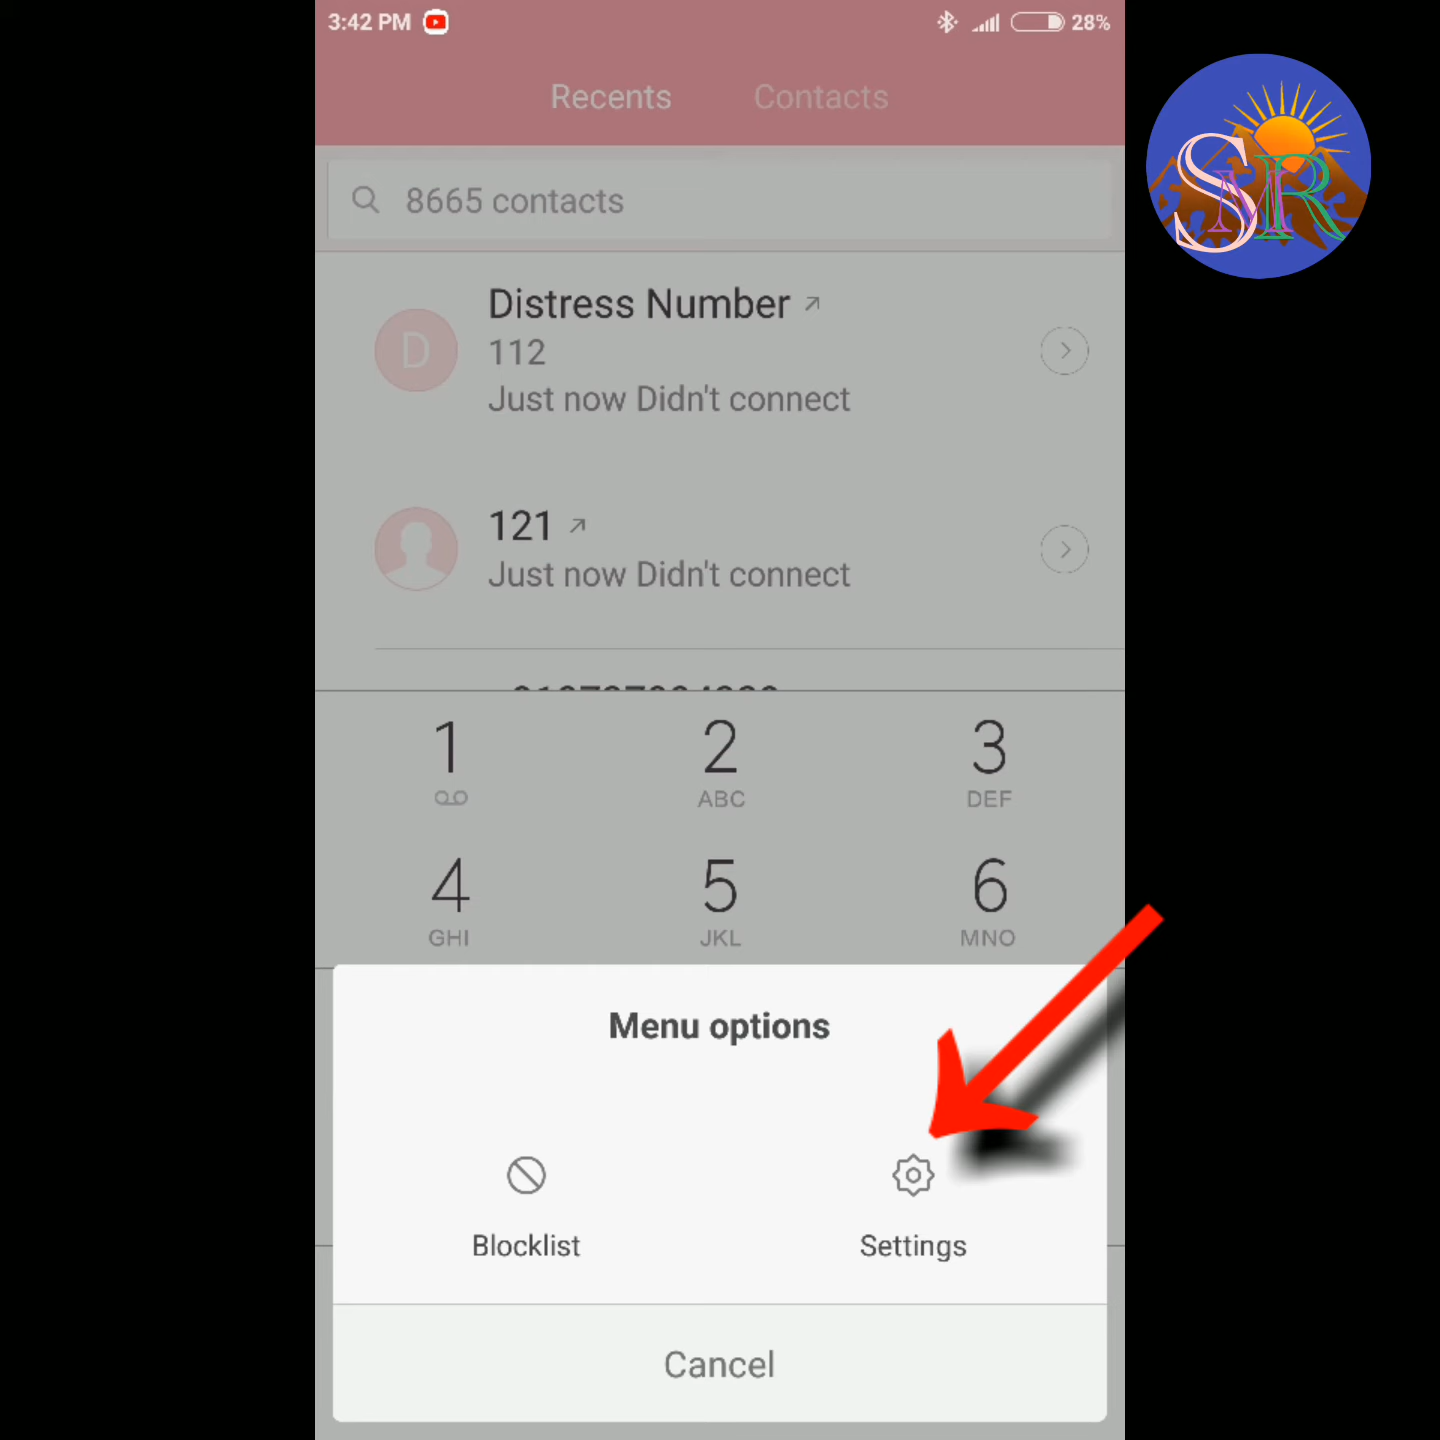 3:42 PM 28%
SMR
Recents Contacts
8665 contacts
Distress Number
D
112
Just now Didn't connect
121
Just now Didn't connect
1 2 3
ABC DEF
4 5 6
GHI JKL MNO
Menu options
Blocklist Settings
Cancel